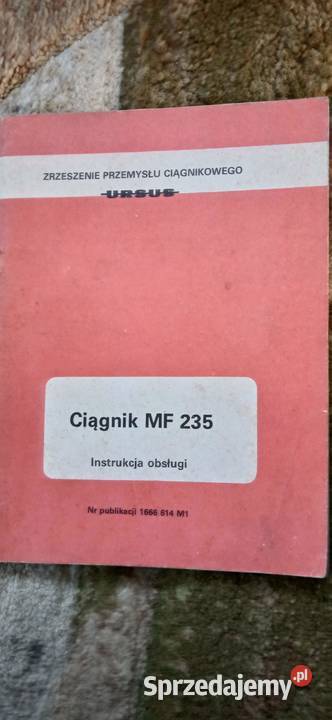 ZRZESZENIE PRZEMYSŁU CIĄGNIKOWEGO
URSUS
Ciągnik MF 235
Instrukcja obsługi
Nr publikacji 1666 614 M1
Sprzedajemy.pl